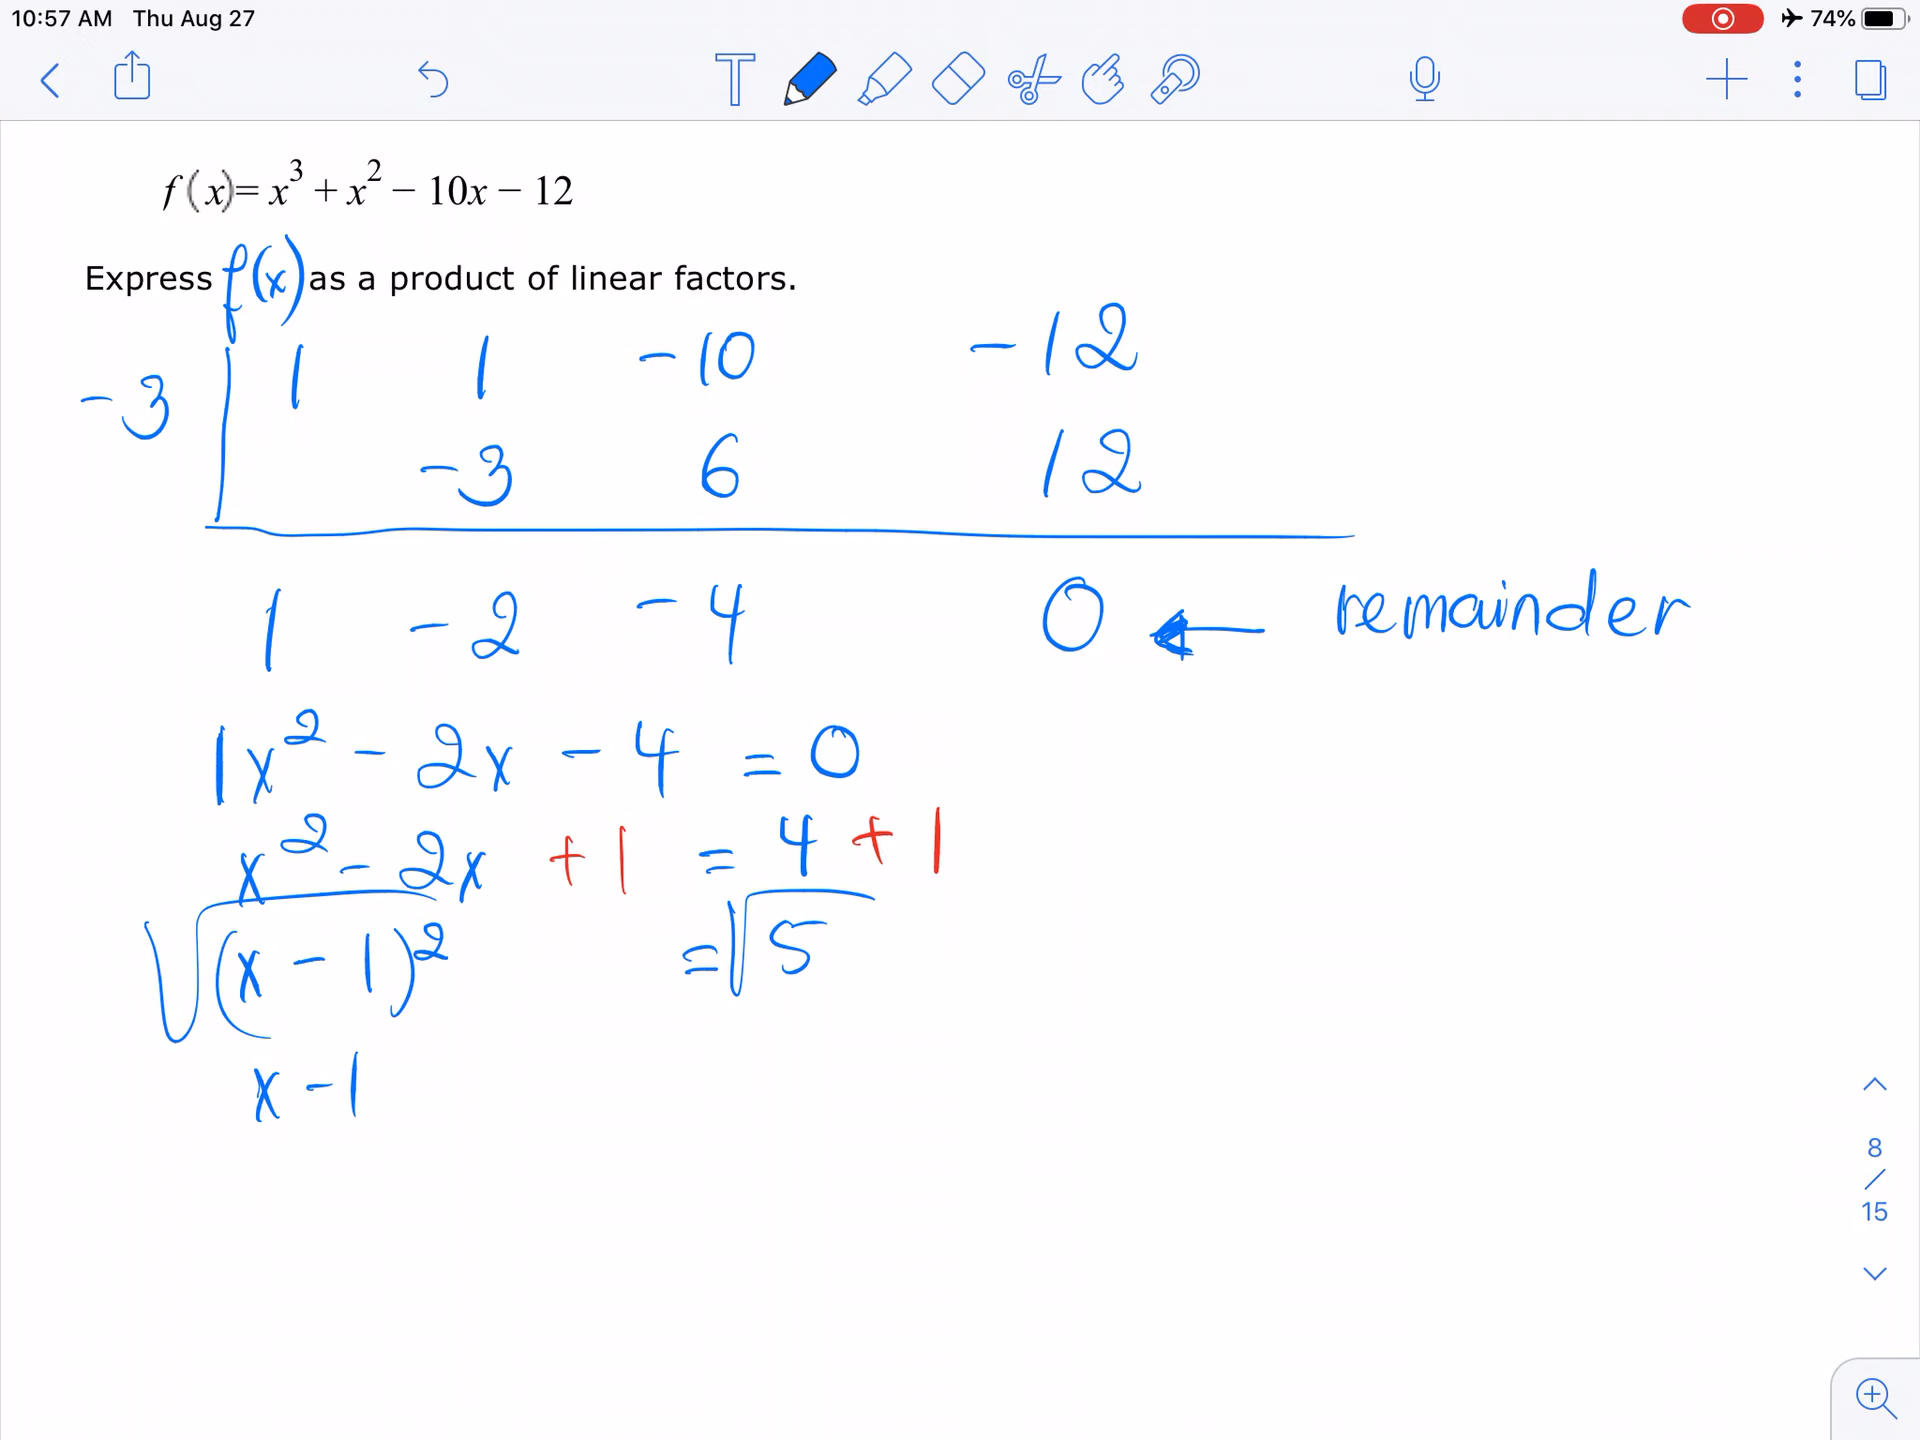 10:57 AM Thu Aug 27
74%
f(x)= x³ + x² − 10x − 12
Express f(x) as a product of linear factors.
-3 | 1 1 -10 -12
-3 6 12
1 -2 -4 0 ← remainder
1x² - 2x - 4 = 0
x² - 2x + 1 = 4 + 1
√(x - 1)² = √5
x - 1
8
/
15